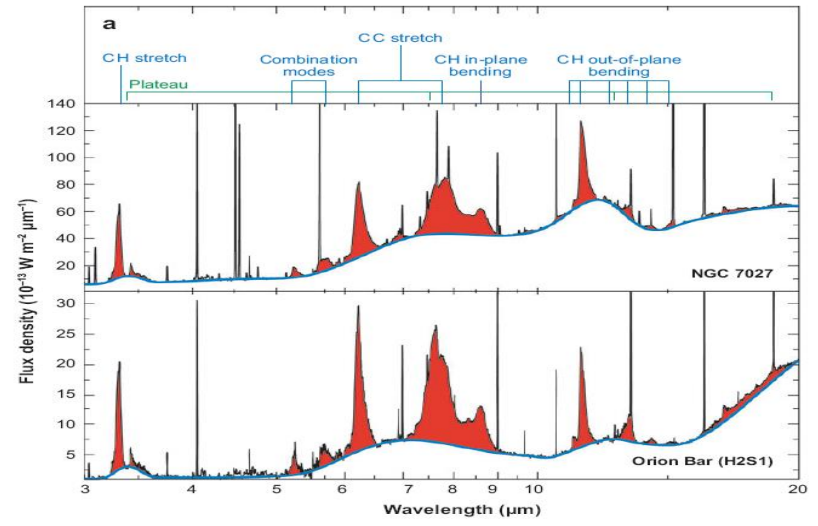 a
CC stretch
CH stretch
Combination
modes
CH in-plane
bending
CH out-of-plane
bending
Plateau
140
120
100
80
60
40
20
NGC 7027
Flux density (10⁻¹³ W m⁻² µm⁻¹)
30
25
20
15
10
5
Orion Bar (H2S1)
3 4 5 6 7 8 9 10 20
Wavelength (µm)